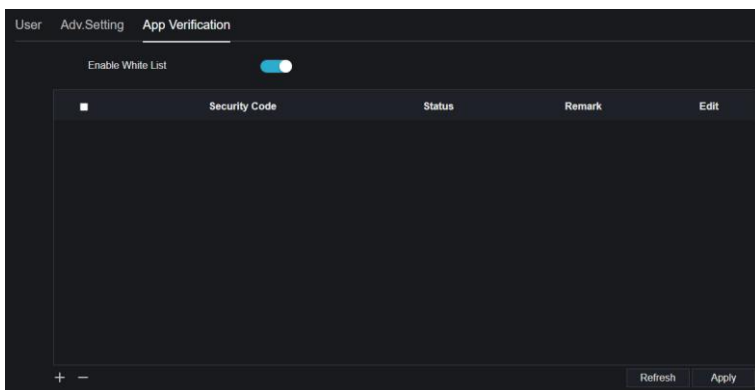 User Adv.Setting App Verification
Enable White List
Security Code Status Remark Edit
+ −
Refresh Apply